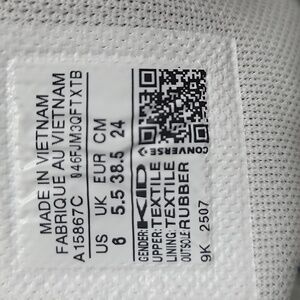 MADE IN VIETNAM
FABRIQUE AU VIETNAM
A15867C N46PJM3QFTXTB
US UK EUR CM
6 5.5 38.5 24
GENDER: KID
UPPER: TEXTILE
LINING: TEXTILE
OUTSOLE: RUBBER
9K 2507
CONVERSE